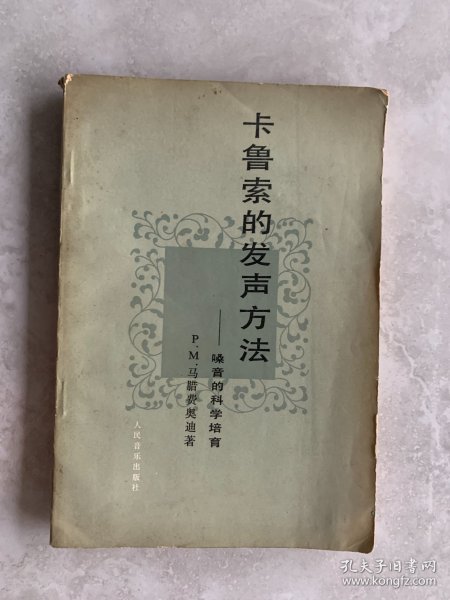 卡鲁索的发声方法
——嗓音的科学培育
P.M.马腊费奥迪著
人民音乐出版社
孔夫子旧书网
www.kongfz.com